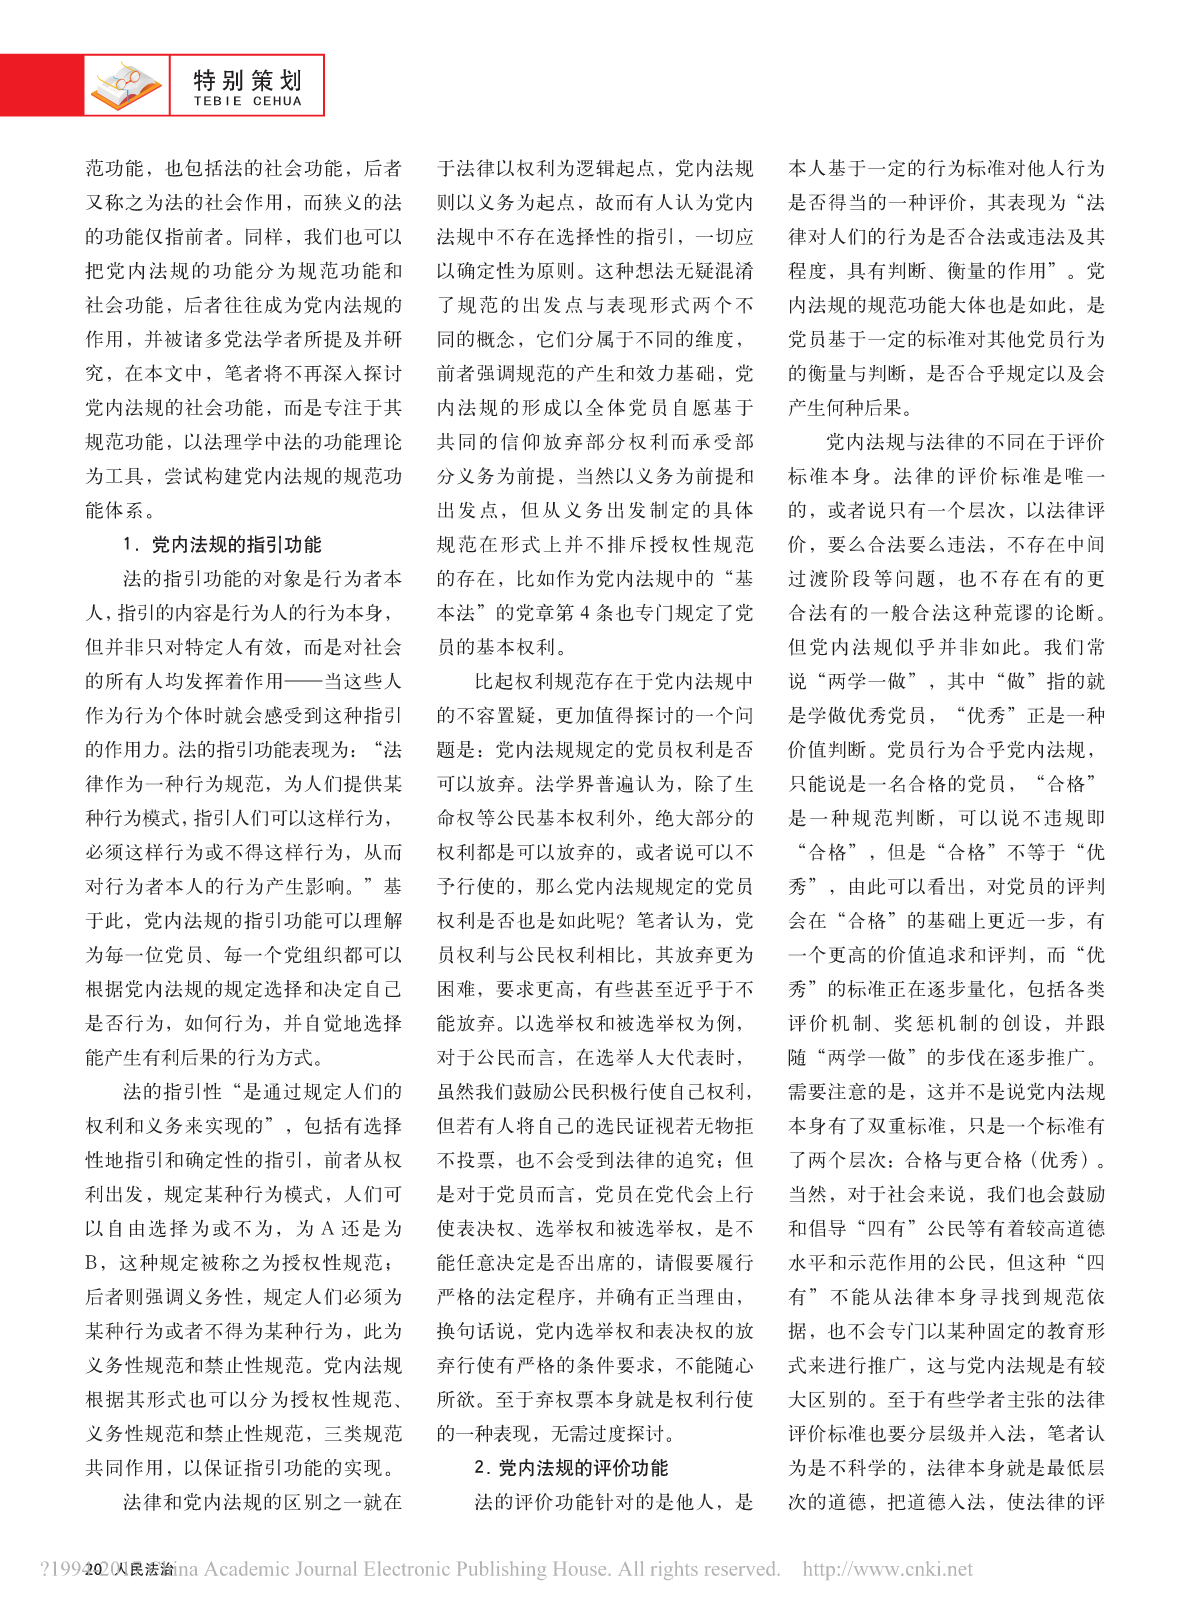 特别策划
TEBIE CEHUA
范功能，也包括法的社会功能，后者
又称之为法的社会作用，而狭义的法
的功能仅指前者。同样，我们也可以
把党内法规的功能分为规范功能和
社会功能，后者往往成为党内法规的
作用，并被诸多党法学者所提及并研
究，在本文中，笔者将不再深入探讨
党内法规的社会功能，而是专注于其
规范功能，以法理学中法的功能理论
为工具，尝试构建党内法规的规范功
能体系。
1. 党内法规的指引功能
法的指引功能的对象是行为者本
人，指引的内容是行为人的行为本身，
但并非只对特定人有效，而是对社会
的所有人均发挥着作用——当这些人
作为行为个体时就会感受到这种指引
的作用力。法的指引功能表现为：“法
律作为一种行为规范，为人们提供某
种行为模式，指引人们可以这样行为，
必须这样行为或不得这样行为，从而
对行为者本人的行为产生影响。”基
于此，党内法规的指引功能可以理解
为每一位党员、每一个党组织都可以
根据党内法规的规定选择和决定自己
是否行为，如何行为，并自觉地选择
能产生有利后果的行为方式。
法的指引性“是通过规定人们的
权利和义务来实现的”，包括有选择
性地指引和确定性的指引，前者从权
利出发，规定某种行为模式，人们可
以自由选择为或不为，为 A 还是为
B，这种规定被称之为授权性规范；
后者则强调义务性，规定人们必须为
某种行为或者不得为某种行为，此为
义务性规范和禁止性规范。党内法规
根据其形式也可以分为授权性规范、
义务性规范和禁止性规范，三类规范
共同作用，以保证指引功能的实现。
法律和党内法规的区别之一就在
于法律以权利为逻辑起点，党内法规
则以义务为起点，故而有人认为党内
法规中不存在选择性的指引，一切应
以确定性为原则。这种想法无疑混淆
了规范的出发点与表现形式两个不
同的概念，它们分属于不同的维度，
前者强调规范的产生和效力基础，党
内法规的形成以全体党员自愿基于
共同的信仰放弃部分权利而承受部
分义务为前提，当然以义务为前提和
出发点，但从义务出发制定的具体
规范在形式上并不排斥授权性规范
的存在，比如作为党内法规中的“基
本法”的党章第 4 条也专门规定了党
员的基本权利。
比起权利规范存在于党内法规中
的不容置疑，更加值得探讨的一个问
题是：党内法规规定的党员权利是否
可以放弃。法学界普遍认为，除了生
命权等公民基本权利外，绝大部分的
权利都是可以放弃的，或者说可以不
予行使的，那么党内法规规定的党员
权利是否也是如此呢？笔者认为，党
员权利与公民权利相比，其放弃更为
困难，要求更高，有些甚至近乎于不
能放弃。以选举权和被选举权为例，
对于公民而言，在选举人大代表时，
虽然我们鼓励公民积极行使自己权利，
但若有人将自己的选民证视若无物拒
不投票，也不会受到法律的追究；但
是对于党员而言，党员在党代会上行
使表决权、选举权和被选举权，是不
能任意决定是否出席的，请假要履行
严格的法定程序，并确有正当理由，
换句话说，党内选举权和表决权的放
弃行使有严格的条件要求，不能随心
所欲。至于弃权票本身就是权利行使
的一种表现，无需过度探讨。
2. 党内法规的评价功能
法的评价功能针对的是他人，是
本人基于一定的行为标准对他人行为
是否得当的一种评价，其表现为“法
律对人们的行为是否合法或违法及其
程度，具有判断、衡量的作用”。党
内法规的规范功能大体也是如此，是
党员基于一定的标准对其他党员行为
的衡量与判断，是否合乎规定以及会
产生何种后果。
党内法规与法律的不同在于评价
标准本身。法律的评价标准是唯一
的，或者说只有一个层次，以法律评
价，要么合法要么违法，不存在中间
过渡阶段等问题，也不存在有的更
合法有的一般合法这种荒谬的论断。
但党内法规似乎并非如此。我们常
说“两学一做”，其中“做”指的就
是学做优秀党员，“优秀”正是一种
价值判断。党员行为合乎党内法规，
只能说是一名合格的党员，“合格”
是一种规范判断，可以说不违规即
“合格”，但是“合格”不等于“优
秀”，由此可以看出，对党员的评判
会在“合格”的基础上更近一步，有
一个更高的价值追求和评判，而“优
秀”的标准正在逐步量化，包括各类
评价机制、奖惩机制的创设，并跟
随“两学一做”的步伐在逐步推广。
需要注意的是，这并不是说党内法规
本身有了双重标准，只是一个标准有
了两个层次：合格与更合格（优秀）。
当然，对于社会来说，我们也会鼓励
和倡导“四有”公民等有着较高道德
水平和示范作用的公民，但这种“四
有”不能从法律本身寻找到规范依
据，也不会专门以某种固定的教育形
式来进行推广，这与党内法规是有较
大区别的。至于有些学者主张的法律
评价标准也要分层级并入法，笔者认
为是不科学的，法律本身就是最低层
次的道德，把道德入法，使法律的评
20 人民法治
China Academic Journal Electronic Publishing House. All rights reserved. http://www.cnki.net